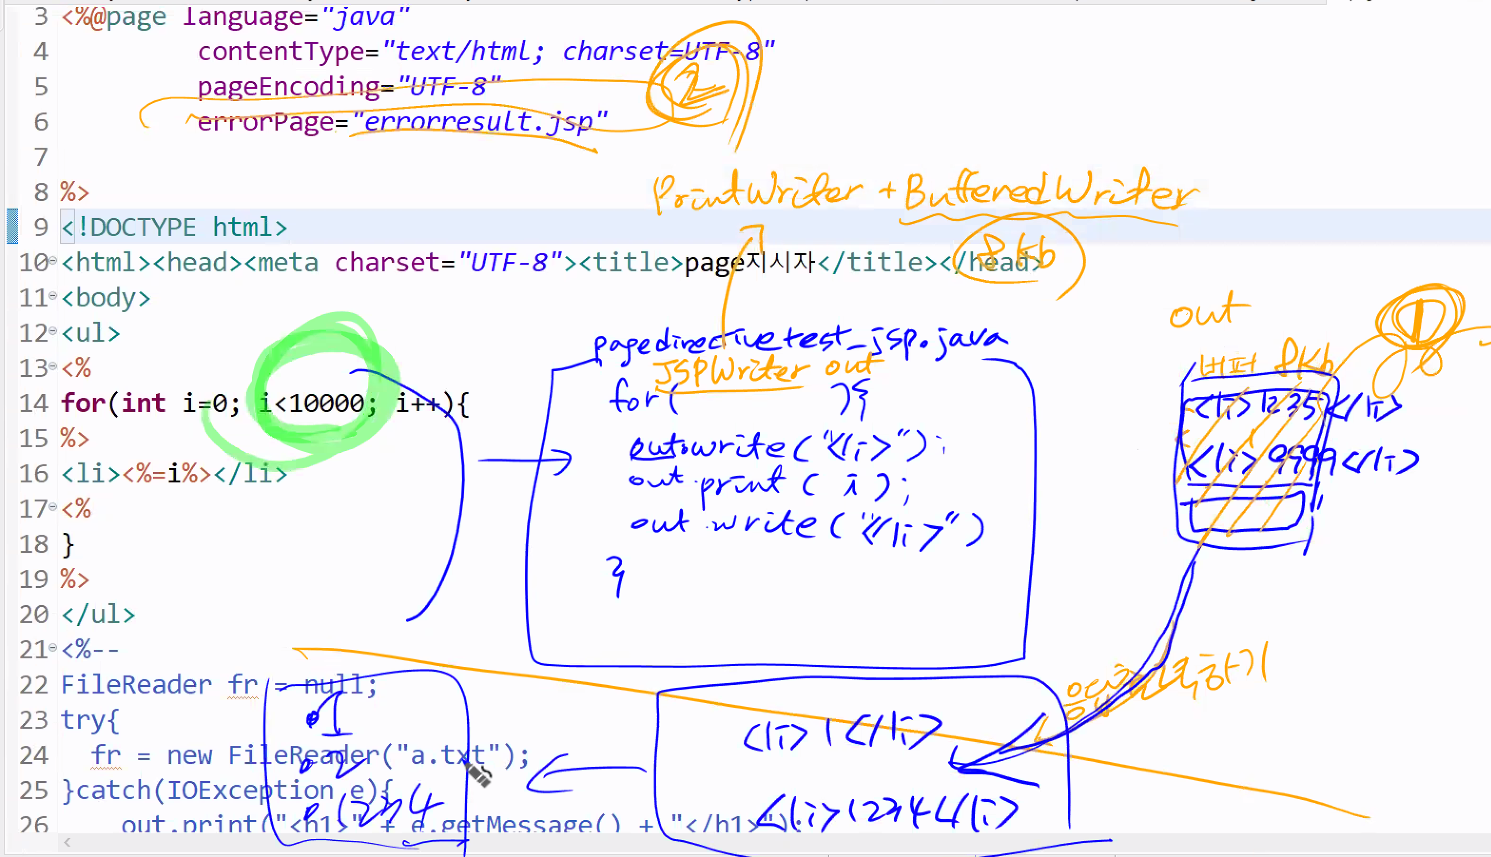 3 <%@page language="java"
4 contentType="text/html; charset=UTF-8"
5 pageEncoding="UTF-8"
6 errorPage="errorresult.jsp"
7
8 %>
9 <!DOCTYPE html>
10 <html><head><meta charset="UTF-8"><title>page지시자</title></head>
11 <body>
12 <ul>
13 <%
14 for(int i=0; i<10000; i++){
15 %>
16 <li><%=i%></li>
17 <%
18 }
19 %>
20 </ul>
21 <%--
22 FileReader fr = null;
23 try{
24 fr = new FileReader("a.txt");
25 }catch(IOException e){
26 out.print("<h1>" + e.getMessage() + "</h1>");
2
PrintWriter + BufferedWriter
8kb
pagedirectivetest_jsp.java
JSPWriter out
for( ){
out.write("<li>");
out.print(i);
out.write("</li>")
}
out
1
버퍼 8kb
<li>1235</li>
<li>9999</li>
<li>1</li>
<li>1234</li>
1
2
1234